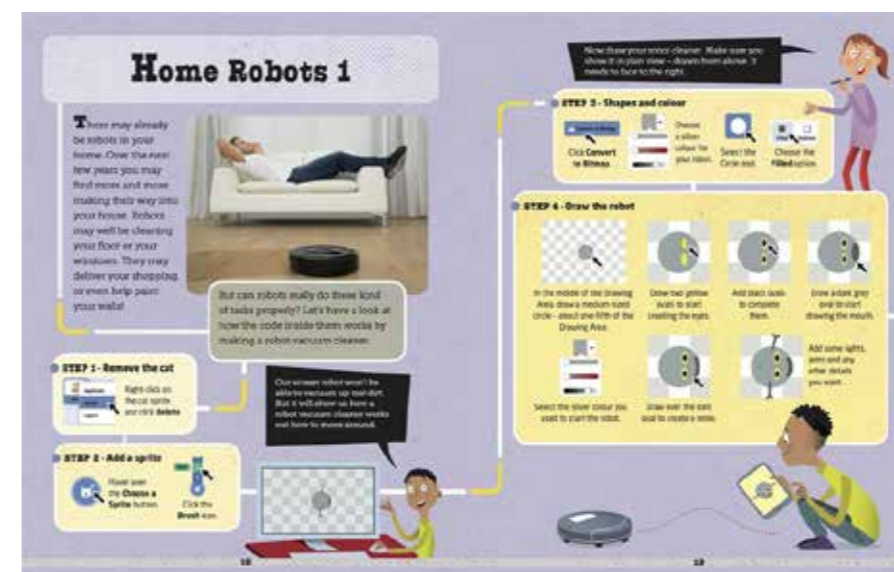 Home Robots 1
There may already
be robots in your
home. Over the next
few years you may
find more and more
making their way into
your house. Robots
may well be cleaning
your floor or your
windows. They may
deliver your shopping,
or even help paint
your walls!
But can robots really do these kind
of tasks properly? Let's have a look at
how the code inside them works by
making a robot vacuum cleaner.
STEP 1 - Remove the cat
Right click on
the cat sprite
and click delete
STEP 2 - Add a sprite
Hover over
the Choose a
Sprite button.
Click the
Brush icon.
Our screen robot won't be
able to vacuum up real dirt.
But it will show us how a
robot vacuum cleaner works
out how to move around.
18
Now draw your robot cleaner. Make sure you
show it in plan view – drawn from above. It
needs to face to the right.
STEP 3 - Shapes and colour
Click Convert
to Bitmap
Choose
a silver
colour for
your robot.
Select the
Circle tool.
Choose the
Filled option.
STEP 4 - Draw the robot
In the middle of the Drawing
Area, draw a medium-sized
circle – about one fifth of the
Drawing Area.
Draw two yellow
ovals to start
creating the eyes.
Add black ovals
to complete
them.
Draw a dark grey
oval to start
drawing the mouth.
Select the silver colour you
used to start the robot.
Draw over the dark
oval to create a smile.
Add some lights,
arms and any
other details
you want.
19